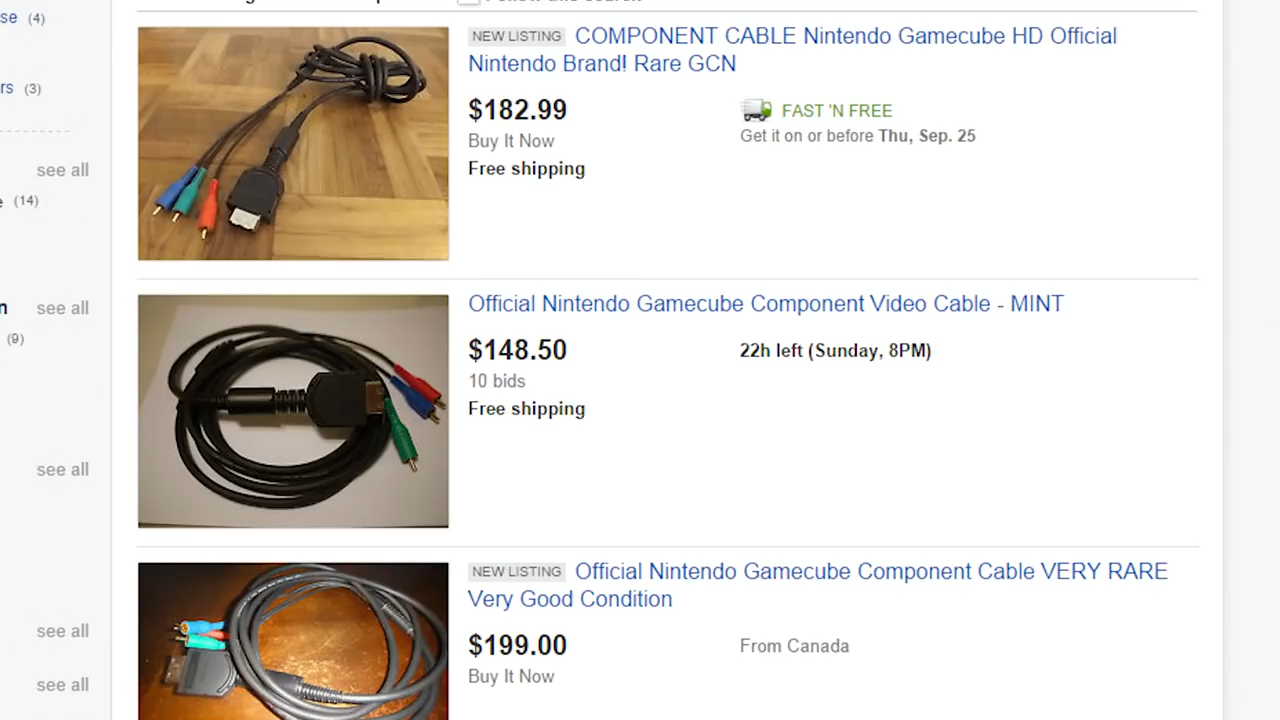 se (4)
NEW LISTING COMPONENT CABLE Nintendo Gamecube HD Official
Nintendo Brand! Rare GCN
rs (3)
$182.99
FAST 'N FREE
Buy It Now
Get it on or before Thu, Sep. 25
Free shipping
see all
e (14)
Official Nintendo Gamecube Component Video Cable - MINT
n see all
(9)
$148.50
22h left (Sunday, 8PM)
10 bids
Free shipping
see all
NEW LISTING Official Nintendo Gamecube Component Cable VERY RARE
Very Good Condition
see all
$199.00
From Canada
Buy It Now
see all